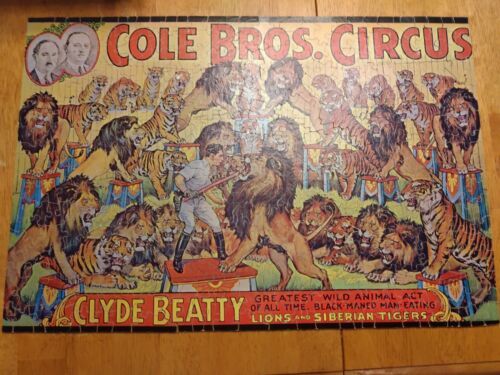 COLE BROS. CIRCUS
CLYDE BEATTY
GREATEST WILD ANIMAL ACT
OF ALL TIME. BLACK-MANED MAN-EATING
LIONS AND SIBERIAN TIGERS